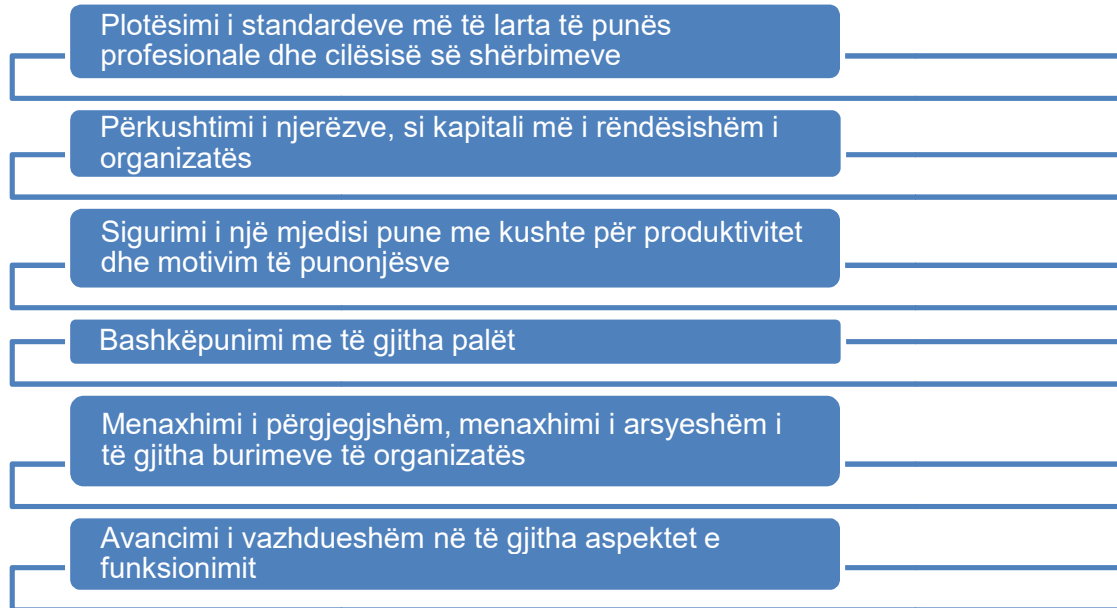 Plotësimi i standardeve më të larta të punës
profesionale dhe cilësisë së shërbimeve
Përkushtimi i njerëzve, si kapitali më i rëndësishëm i
organizatës
Sigurimi i një mjedisi pune me kushte për produktivitet
dhe motivim të punonjësve
Bashkëpunimi me të gjitha palët
Menaxhimi i përgjegjshëm, menaxhimi i arsyeshëm i
të gjitha burimeve të organizatës
Avancimi i vazhdueshëm në të gjitha aspektet e
funksionimit